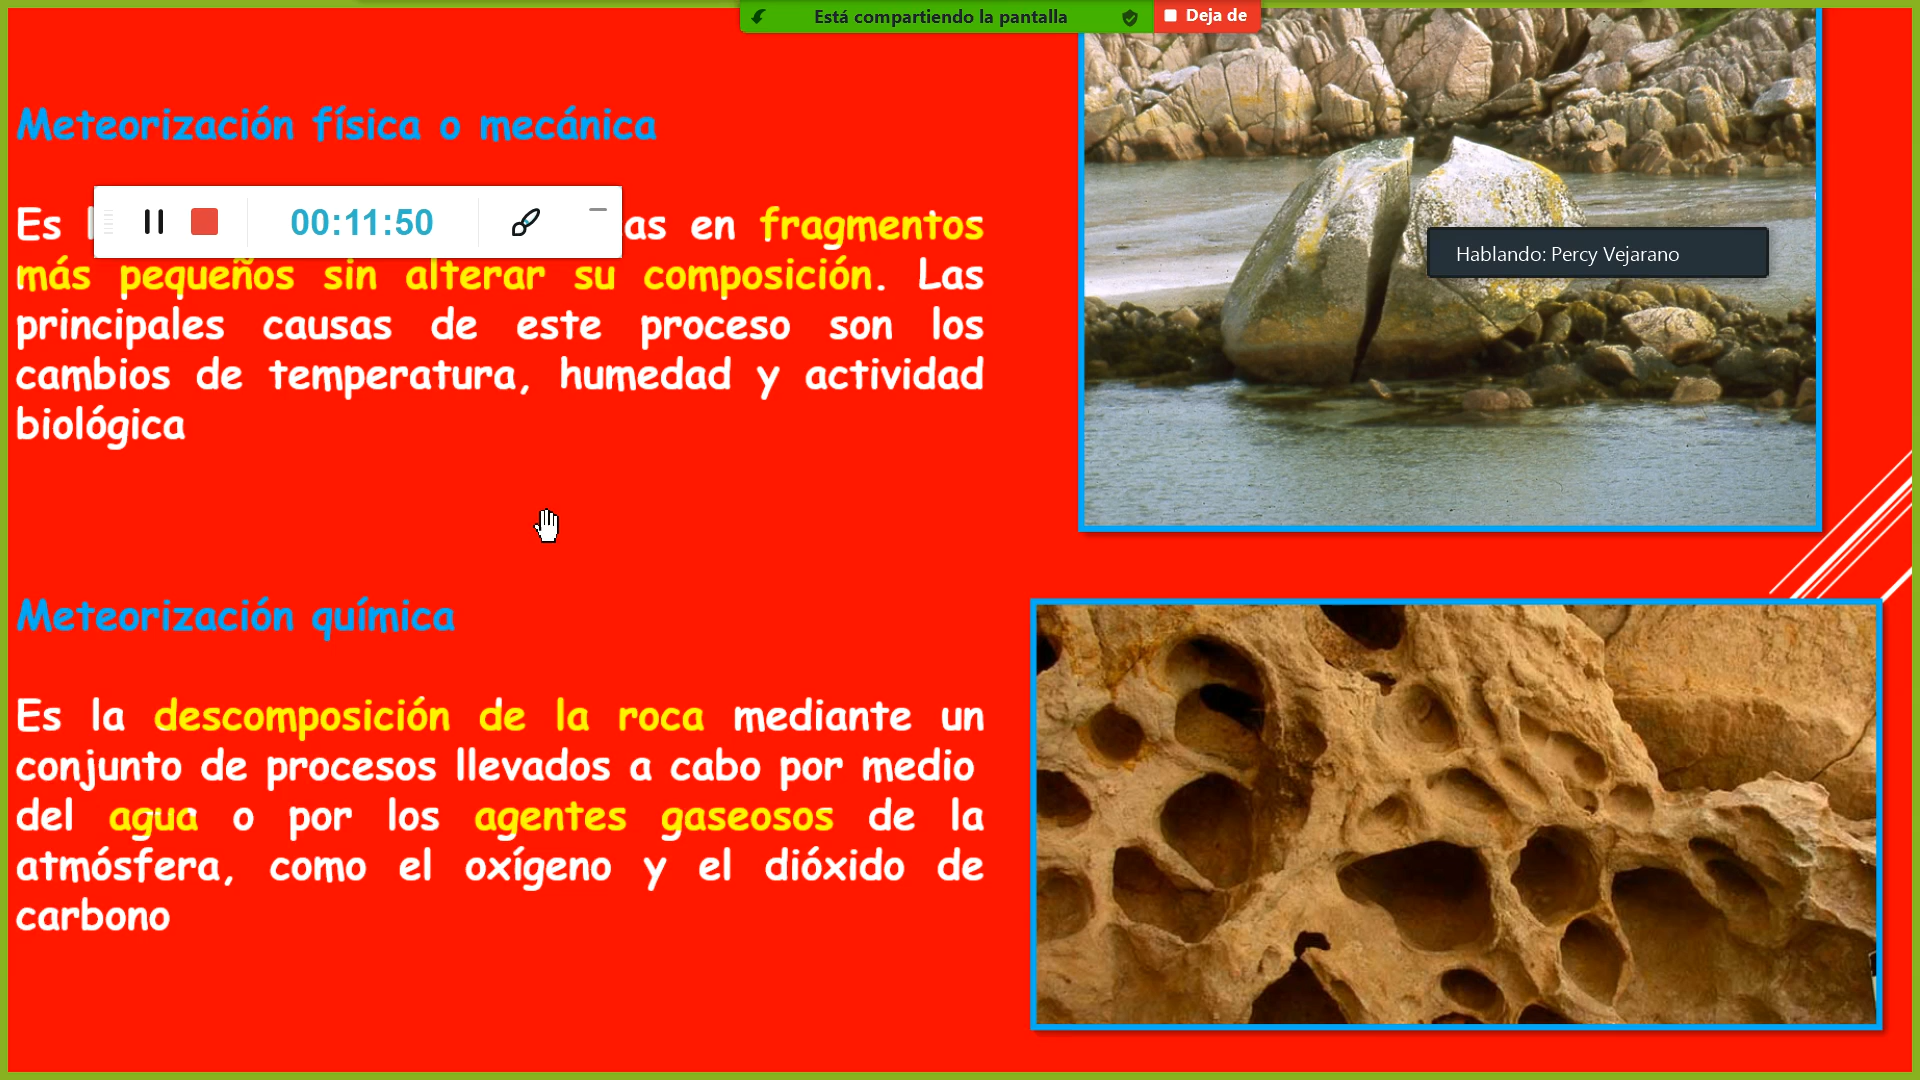 Está compartiendo la pantalla
Deja de
Meteorización física o mecánica
Es
00:11:50
as en fragmentos
más pequeños sin alterar su composición. Las
principales causas de este proceso son los
cambios de temperatura, humedad y actividad
biológica
Hablando: Percy Vejarano
Meteorización química
Es la descomposición de la roca mediante un
conjunto de procesos llevados a cabo por medio
del agua o por los agentes gaseosos de la
atmósfera, como el oxígeno y el dióxido de
carbono